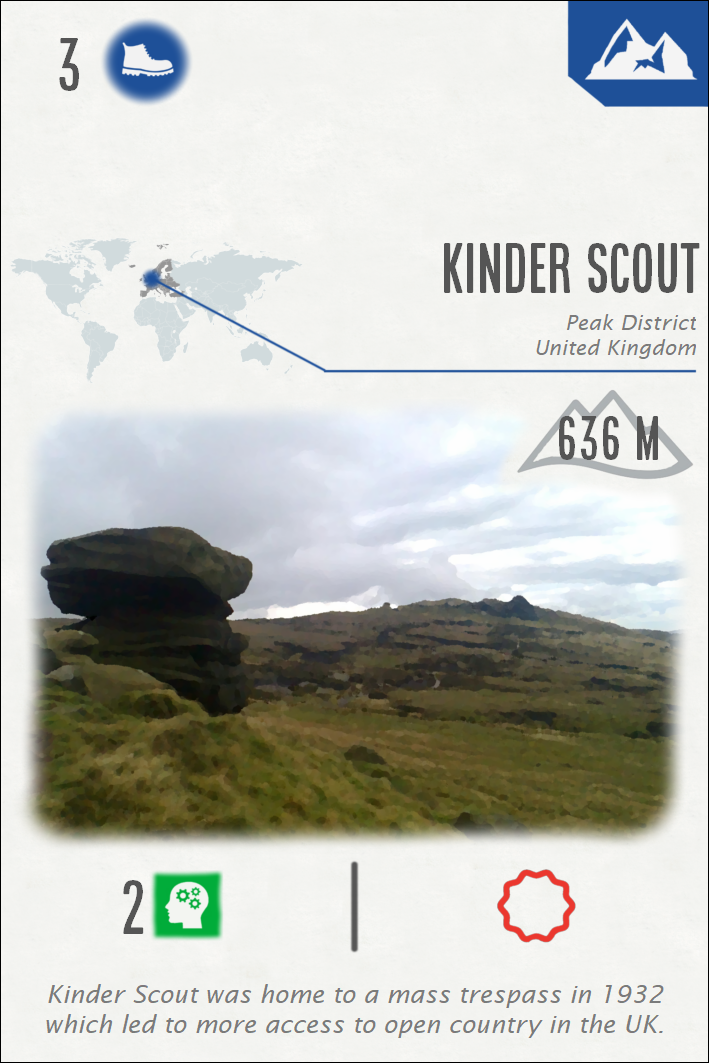 3
KINDER SCOUT
Peak District
United Kingdom
636 M
2
Kinder Scout was home to a mass trespass in 1932
which led to more access to open country in the UK.